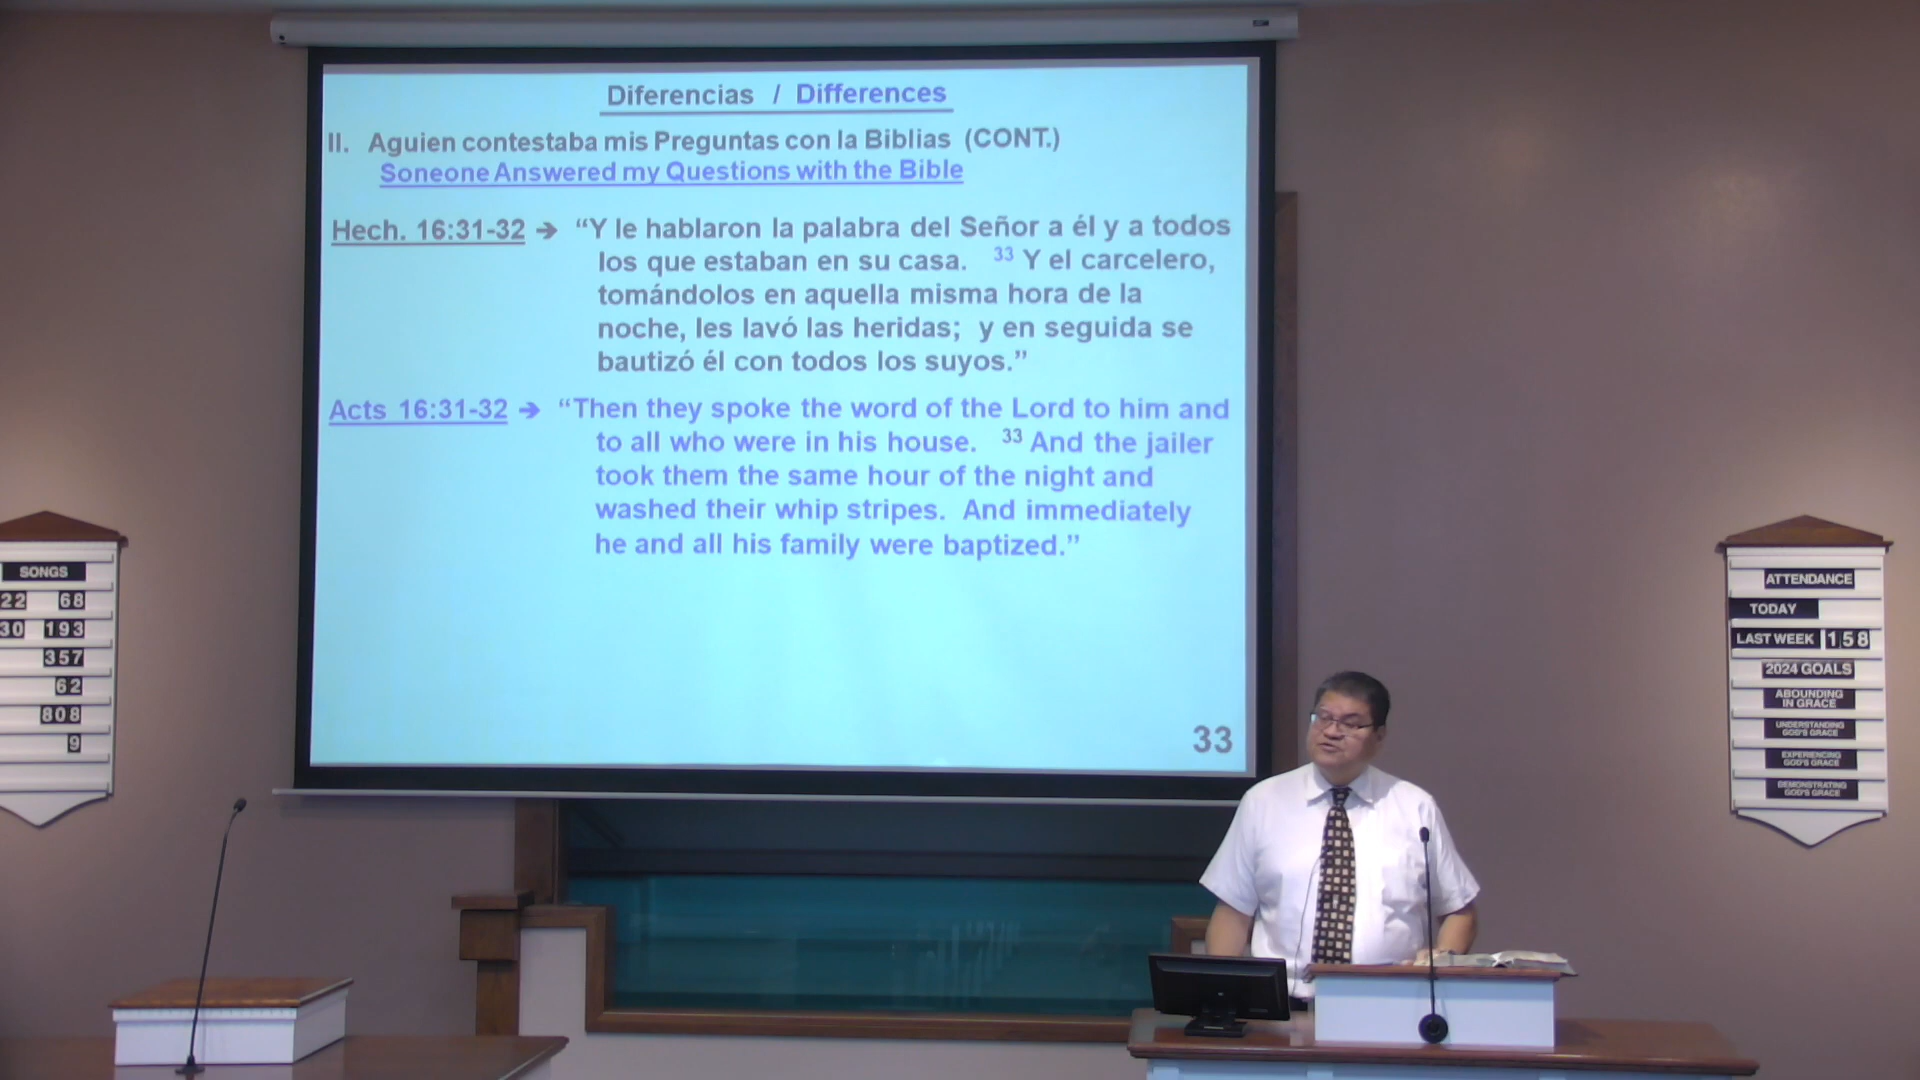 Diferencias / Differences
II. Aguien contestaba mis Preguntas con la Biblias (CONT.)
Soneone Answered my Questions with the Bible
Hech. 16:31-32 → “Y le hablaron la palabra del Señor a él y a todos
los que estaban en su casa. 33 Y el carcelero,
tomándolos en aquella misma hora de la
noche, les lavó las heridas; y en seguida se
bautizó él con todos los suyos.”
Acts 16:31-32 → “Then they spoke the word of the Lord to him and
to all who were in his house. 33 And the jailer
took them the same hour of the night and
washed their whip stripes. And immediately
he and all his family were baptized.”
33
SONGS
22 68
30 193
357
62
808
9
ATTENDANCE
TODAY
LAST WEEK 158
2024 GOALS
ABOUNDING
IN GRACE
UNDERSTANDING
GOD'S GRACE
EXPERIENCING
GOD'S GRACE
DEMONSTRATING
GOD'S GRACE